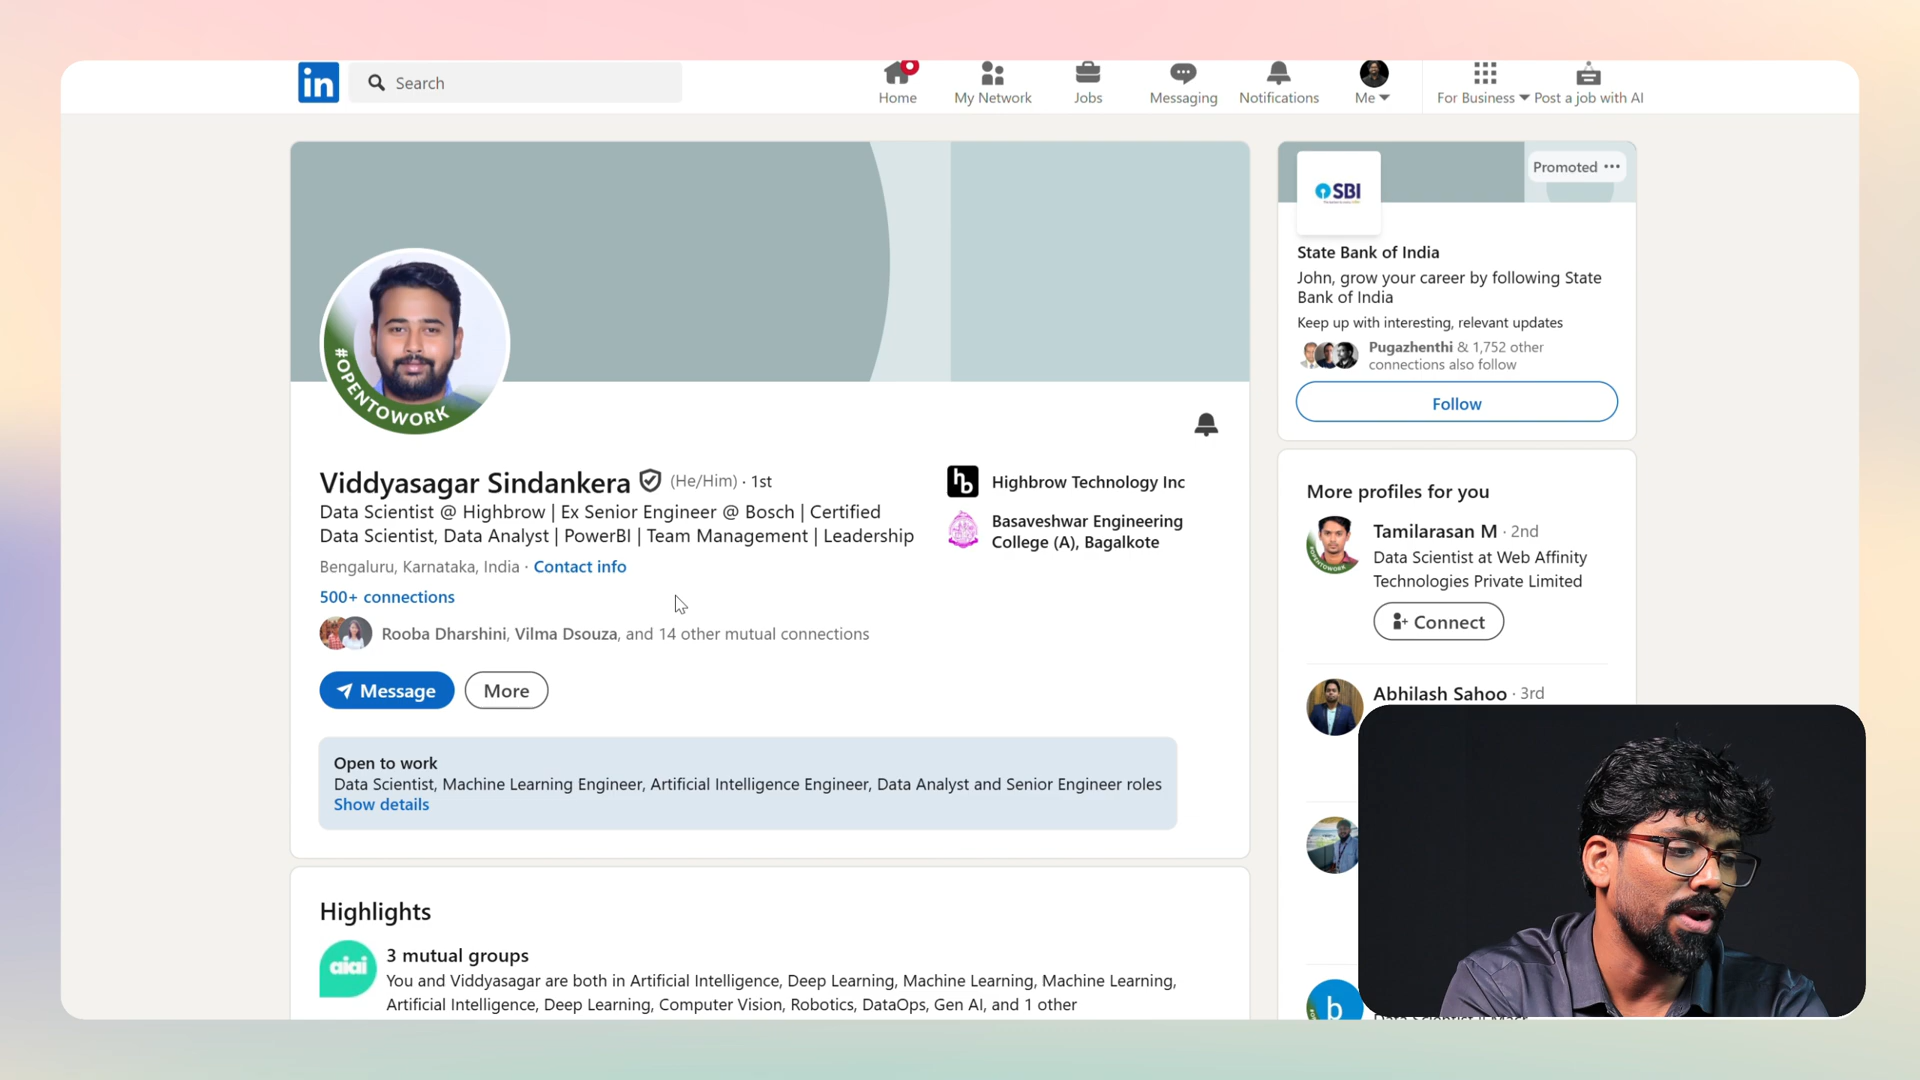 in
Search
Home
My Network
Jobs
Messaging
Notifications
Me
For Business
Post a job with AI
#OPENTOWORK
Viddyasagar Sindankera (He/Him) · 1st
Data Scientist @ Highbrow | Ex Senior Engineer @ Bosch | Certified
Data Scientist, Data Analyst | PowerBI | Team Management | Leadership
Bengaluru, Karnataka, India · Contact info
500+ connections
Rooba Dharshini, Vilma Dsouza, and 14 other mutual connections
Message
More
hb
Highbrow Technology Inc
Basaveshwar Engineering
College (A), Bagalkote
Open to work
Data Scientist, Machine Learning Engineer, Artificial Intelligence Engineer, Data Analyst and Senior Engineer roles
Show details
Highlights
aiai
3 mutual groups
You and Viddyasagar are both in Artificial Intelligence, Deep Learning, Machine Learning, Machine Learning,
Artificial Intelligence, Deep Learning, Computer Vision, Robotics, DataOps, Gen AI, and 1 other
Promoted
SBI
State Bank of India
John, grow your career by following State
Bank of India
Keep up with interesting, relevant updates
Pugazhenthi & 1,752 other
connections also follow
Follow
More profiles for you
Tamilarasan M · 2nd
Data Scientist at Web Affinity
Technologies Private Limited
Connect
Abhilash Sahoo · 3rd
b